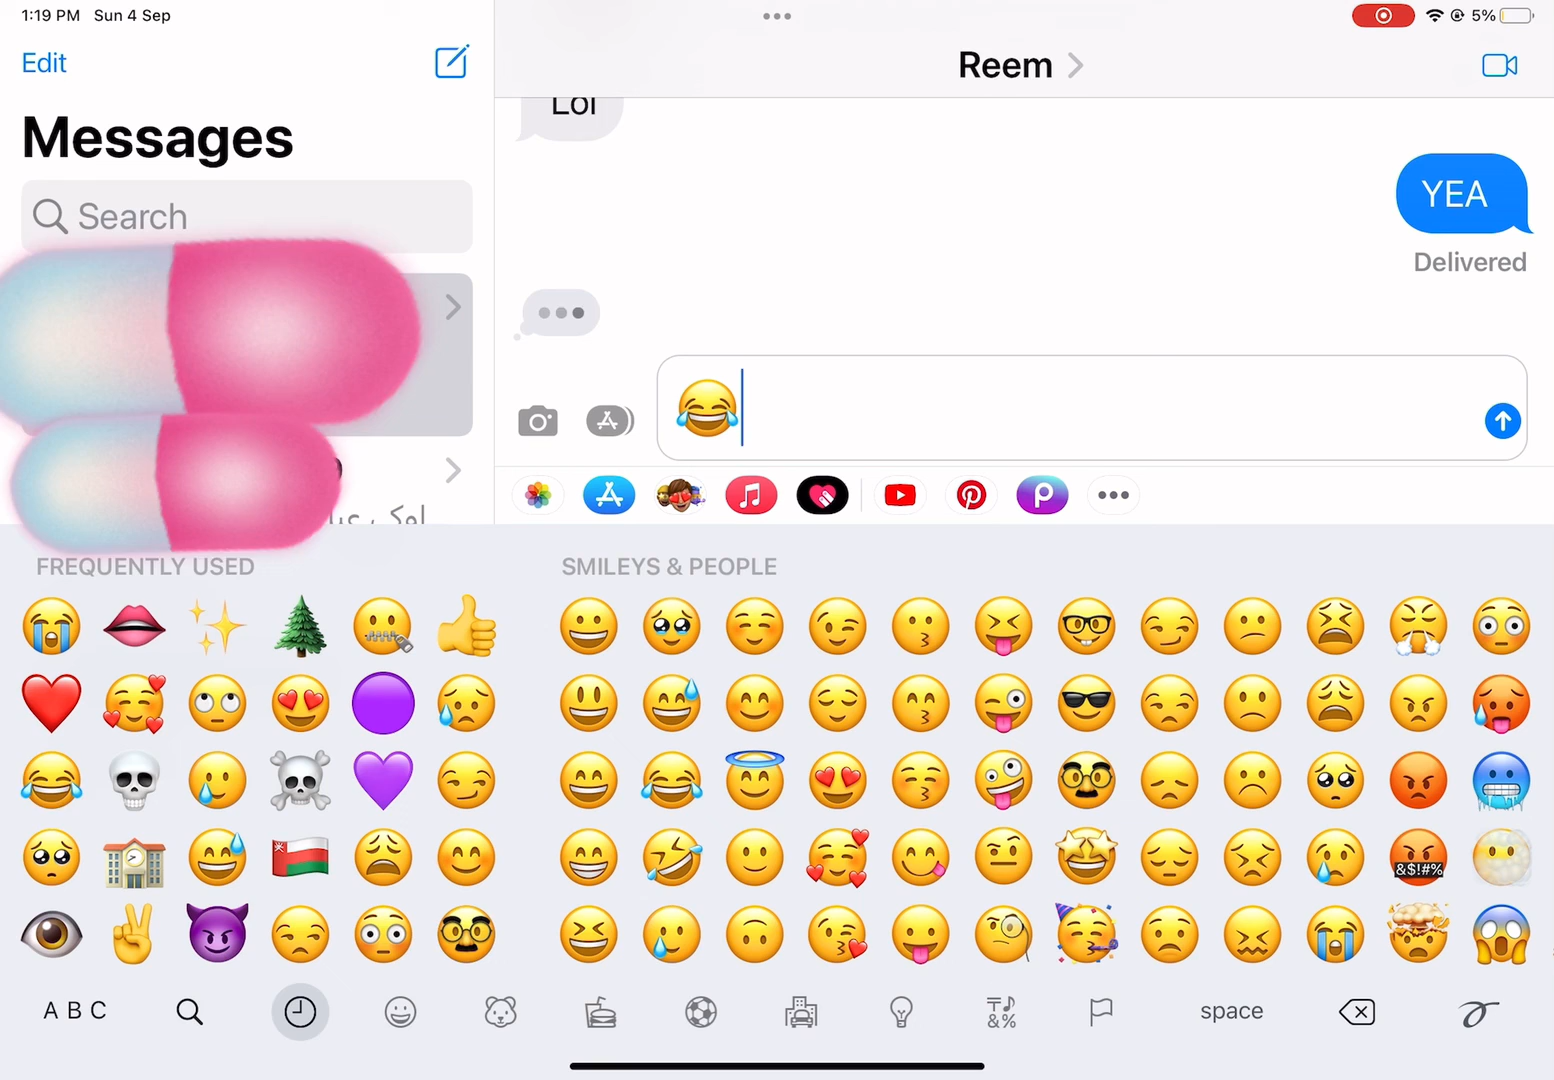 1:19 PM Sun 4 Sep
5%
Edit
Messages
Search
Reem
Lol
YEA
Delivered
FREQUENTLY USED
SMILEYS & PEOPLE
&$!#%
ABC
&%
space